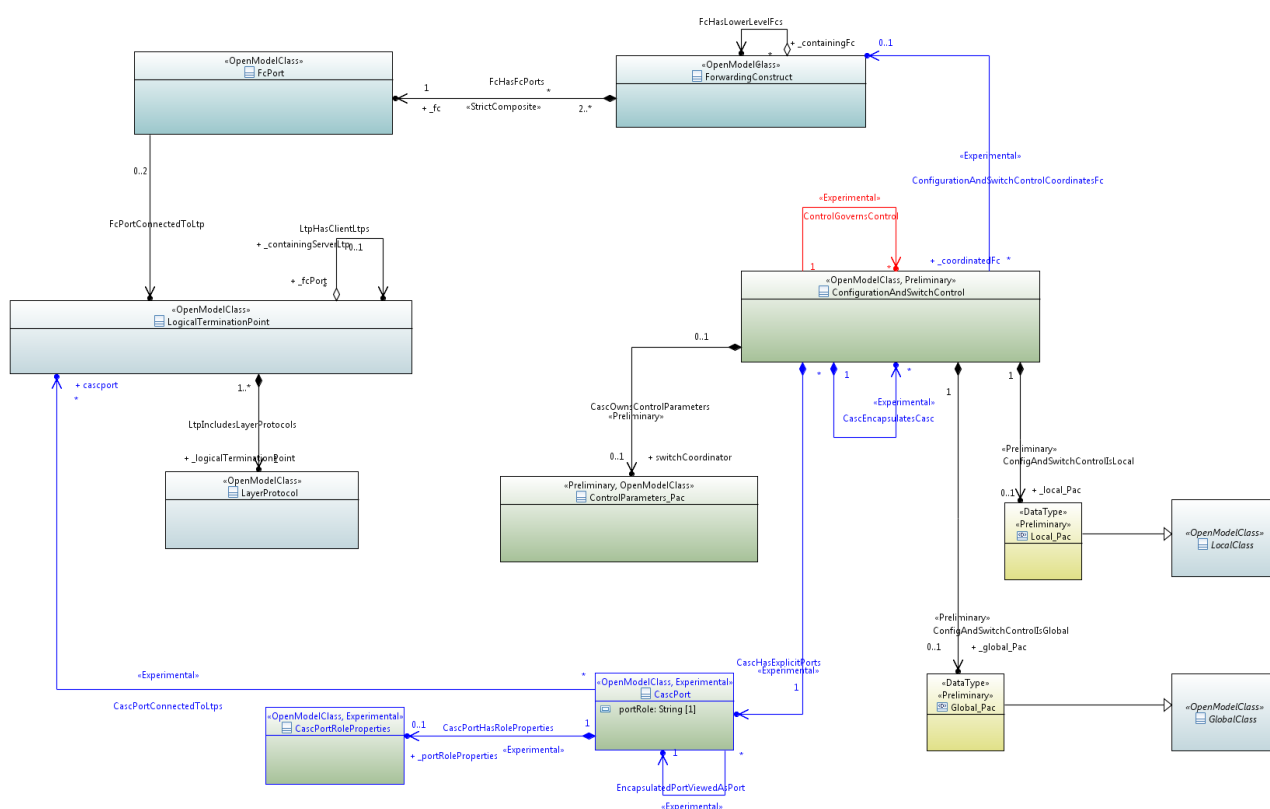 FcHasLowerLevelFcs
+ _containingFc
*
0..1
«OpenModelClass»
FcPort
«OpenModelClass»
ForwardingConstruct
FcHasFcPorts
1
*
+ _fc
«StrictComposite»
2..*
«Experimental»
ConfigurationAndSwitchControlCoordinatesFc
0..2
FcPortConnectedToLtp
LtpHasClientLtps
+ _containingServerLtp
0..1
+ _fcPort
*
«Experimental»
ControlGovernsControl
1
*
+ _coordinatedFc
*
«OpenModelClass»
LogicalTerminationPoint
«OpenModelClass, Preliminary»
ConfigurationAndSwitchControl
+ cascport
*
1..*
LtpIncludesLayerProtocols
+ _logicalTerminationPoint
1
«OpenModelClass»
LayerProtocol
0..1
CascOwnsControlParameters
«Preliminary»
0..1
+ switchCoordinator
«Preliminary, OpenModelClass»
ControlParameters_Pac
*
1
*
«Experimental»
CascEncapsulatesCasc
1
1
«Preliminary»
ConfigAndSwitchControlIsLocal
0..1
+ _local_Pac
«DataType»
«Preliminary»
Local_Pac
«OpenModelClass»
LocalClass
«Preliminary»
ConfigAndSwitchControlIsGlobal
0..1
+ _global_Pac
«DataType»
«Preliminary»
Global_Pac
«OpenModelClass»
GlobalClass
CascHasExplicitPorts
«Experimental»
1
«Experimental»
*
CascPortConnectedToLtps
«OpenModelClass, Experimental»
CascPort
portRole: String [1]
«OpenModelClass, Experimental»
CascPortRoleProperties
0..1
CascPortHasRoleProperties
1
+ _portRoleProperties
«Experimental»
1
*
EncapsulatedPortViewedAsPort
«Experimental»